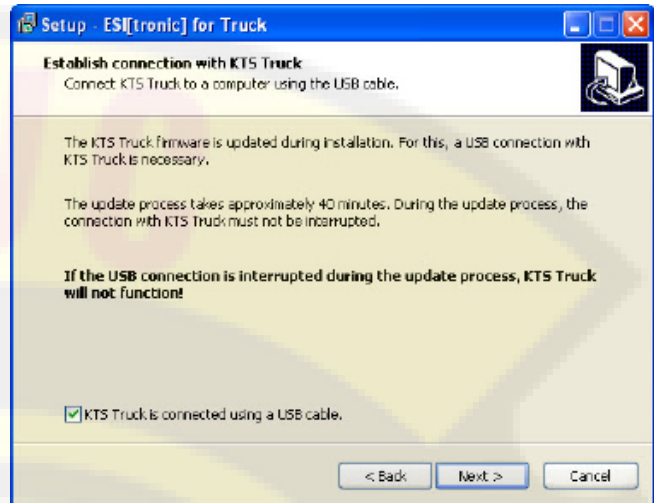 Setup - ESI[tronic] for Truck
Establish connection with KTS Truck
Connect KTS Truck to a computer using the USB cable.
The KTS Truck firmware is updated during installation. For this, a USB connection with
KTS Truck is necessary.
The update process takes approximately 40 minutes. During the update process, the
connection with KTS Truck must not be interrupted.
If the USB connection is interrupted during the update process, KTS Truck
will not function!
KTS Truck is connected using a USB cable.
< Back Next > Cancel